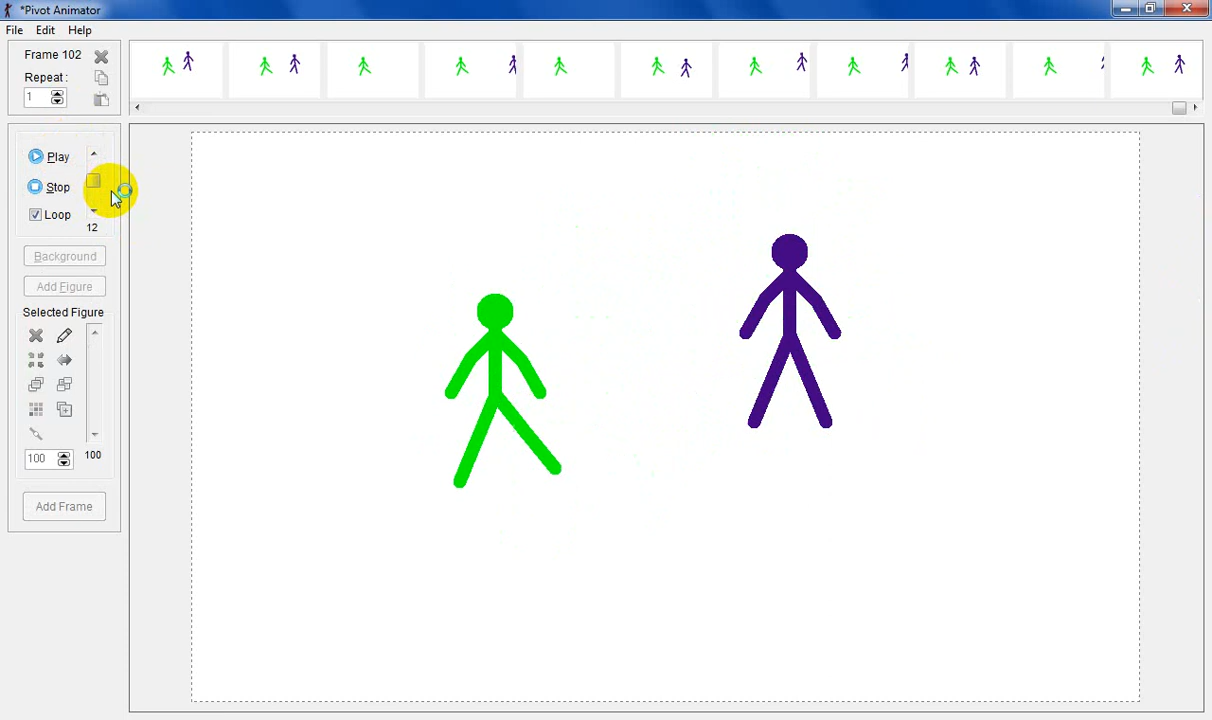 *Pivot Animator
File Edit Help
Frame 102
Repeat:
1
Play
Stop
Loop
12
Background
Add Figure
Selected Figure
100
100
Add Frame